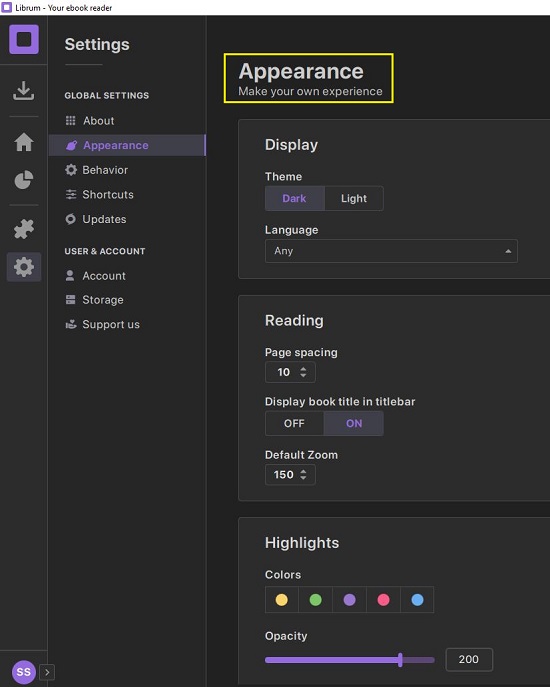 Librum - Your ebook reader
Settings
GLOBAL SETTINGS
About
Appearance
Behavior
Shortcuts
Updates
USER & ACCOUNT
Account
Storage
Support us
SS
Appearance
Make your own experience
Display
Theme
Dark Light
Language
Any
Reading
Page spacing
10
Display book title in titlebar
OFF ON
Default Zoom
150
Highlights
Colors
Opacity
200